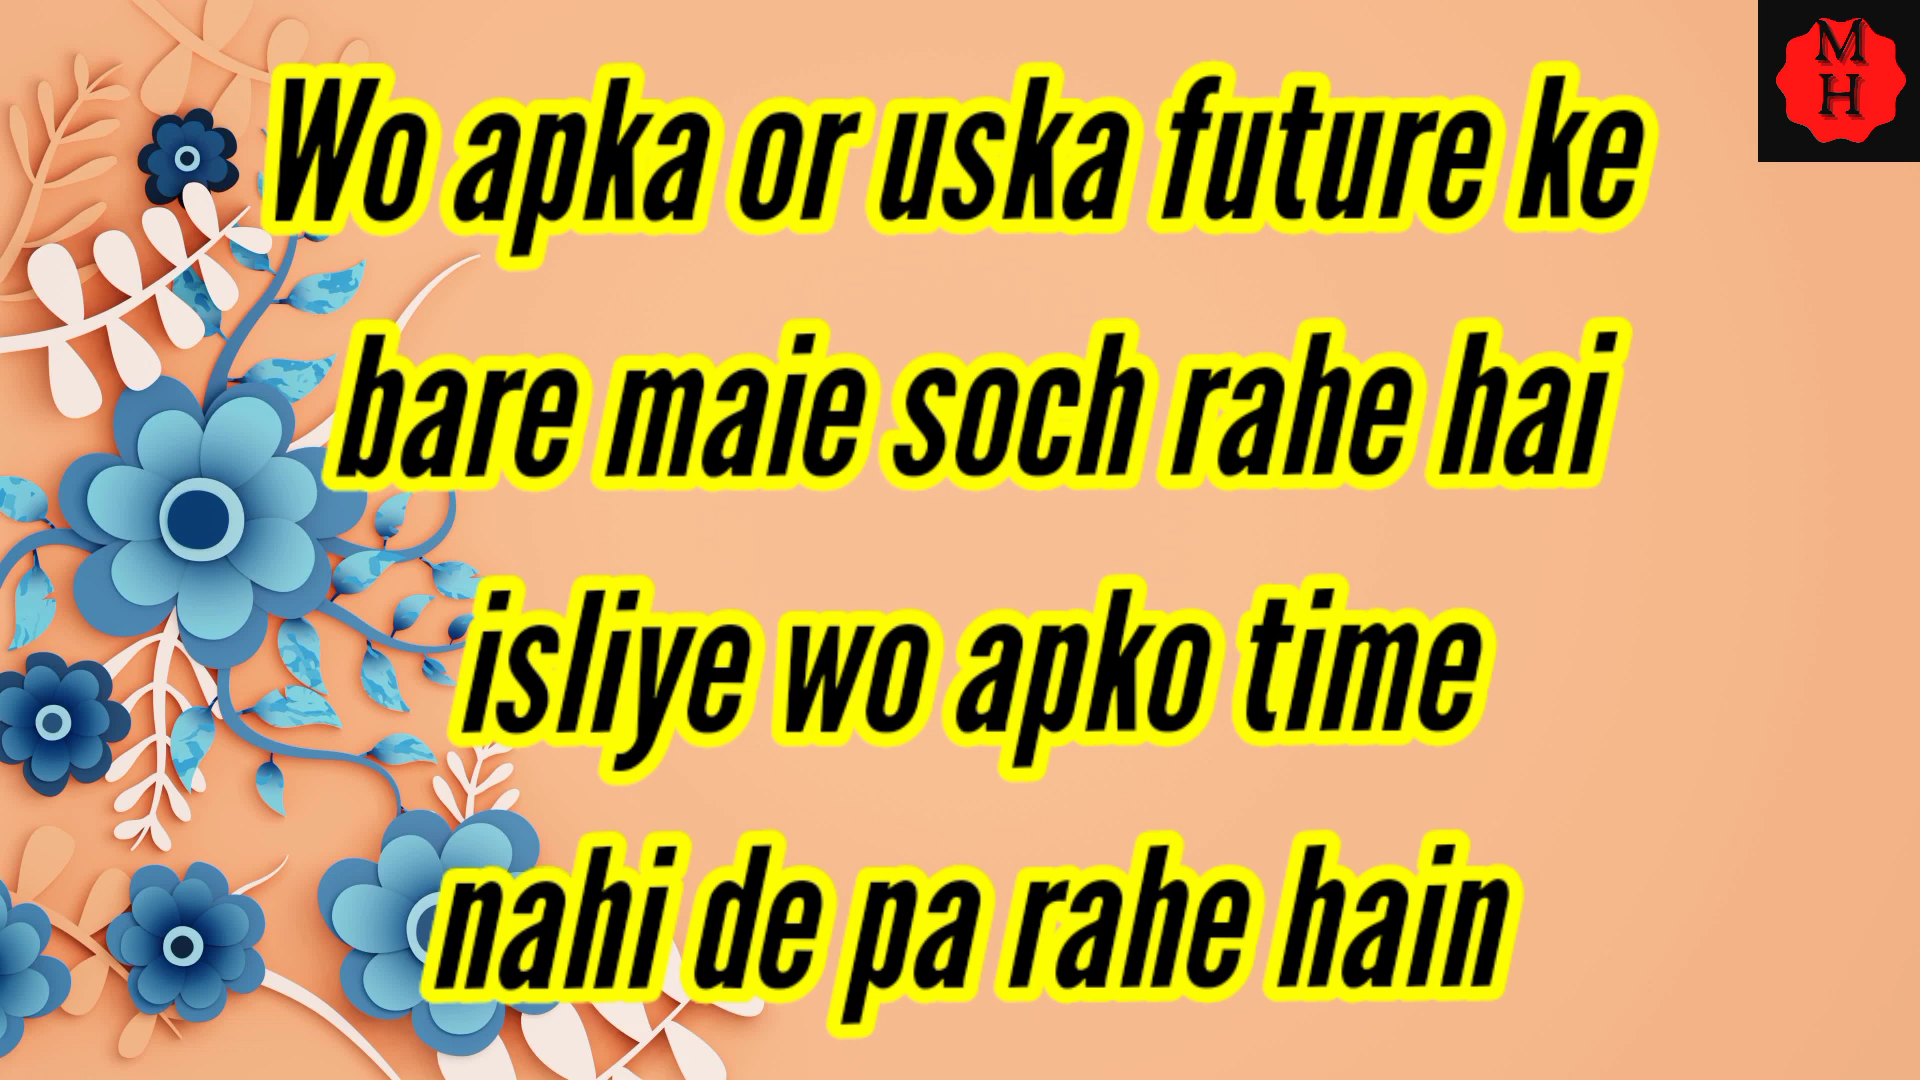 M
H
Wo apka or uska future ke
bare maie soch rahe hai
isliye wo apko time
nahi de pa rahe hain